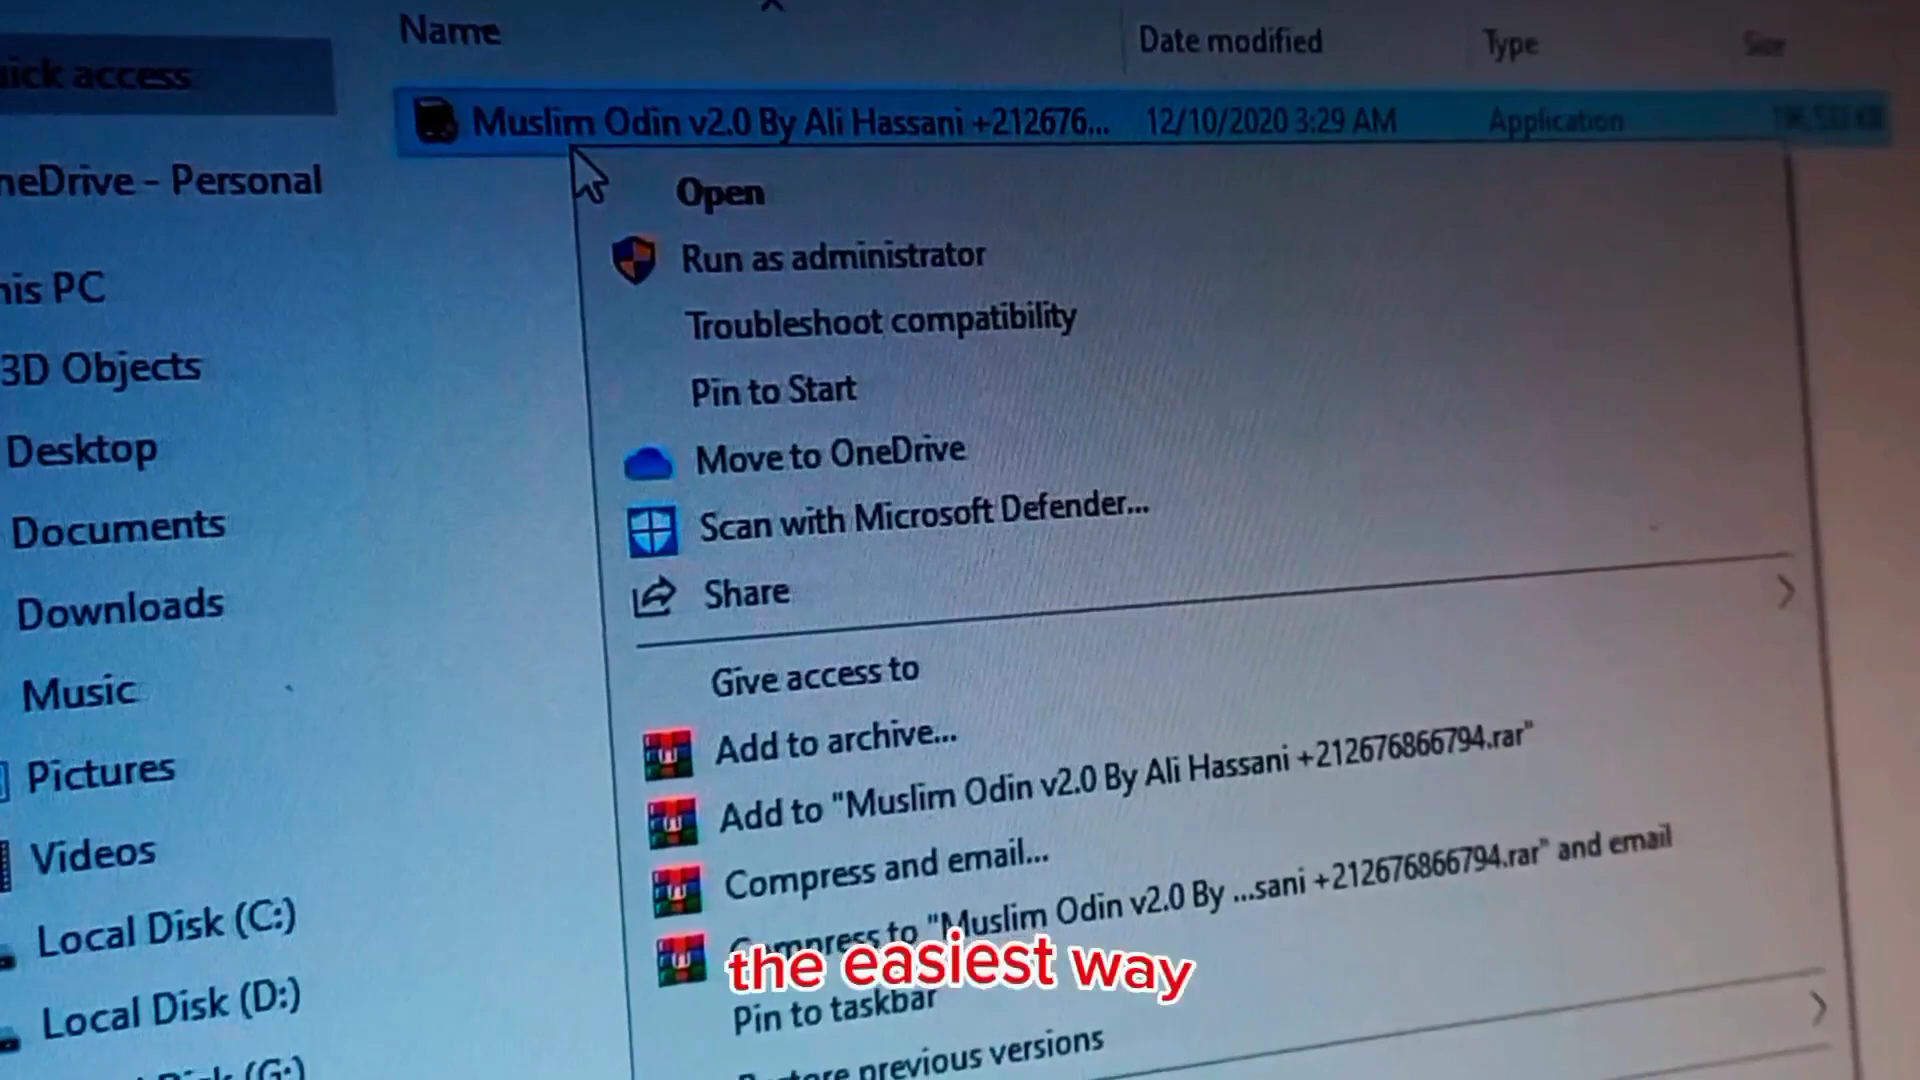 Name
Date modified
Type
Size
uick access
Muslim Odin v2.0 By Ali Hassani +212676...
12/10/2020 3:29 AM
Application
neDrive - Personal
Open
Run as administrator
his PC
Troubleshoot compatibility
3D Objects
Pin to Start
Desktop
Move to OneDrive
Documents
Scan with Microsoft Defender...
Downloads
Share
Music
Give access to
Pictures
Add to archive...
Add to "Muslim Odin v2.0 By Ali Hassani +212676866794.rar"
Videos
Compress and email...
Local Disk (C:)
Compress to "Muslim Odin v2.0 By ...sani +212676866794.rar" and email
the easiest way
Local Disk (D:)
Pin to taskbar
previous versions
(G:)